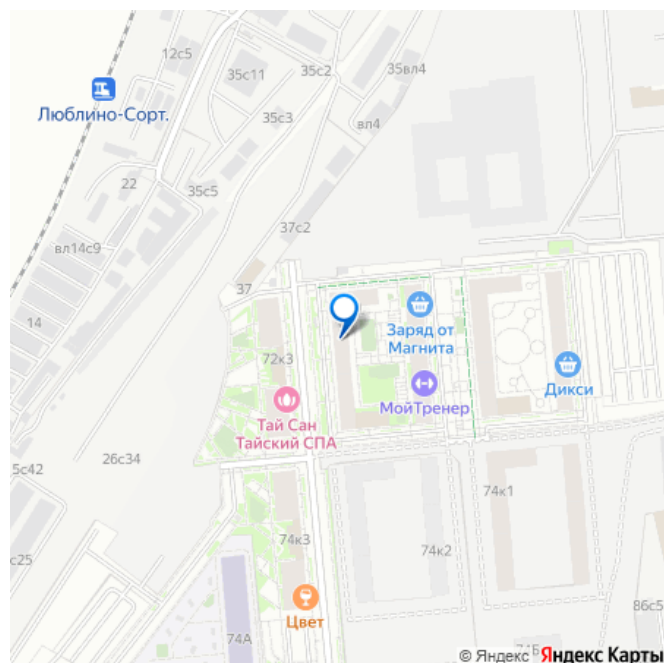 12с5
35с11
35с2
35вл4
Люблино-Сорт.
35с3
вл4
22
35с5
37с2
вл14с9
37
14
Заряд от
Магнита
72к3
Дикси
МойТренер
Тай Сан
Тайский СПА
5с42
26с34
74к1
74к3
74к2
с25
86с5
Цвет
74А
74Б
© Яндекс Яндекс Карты